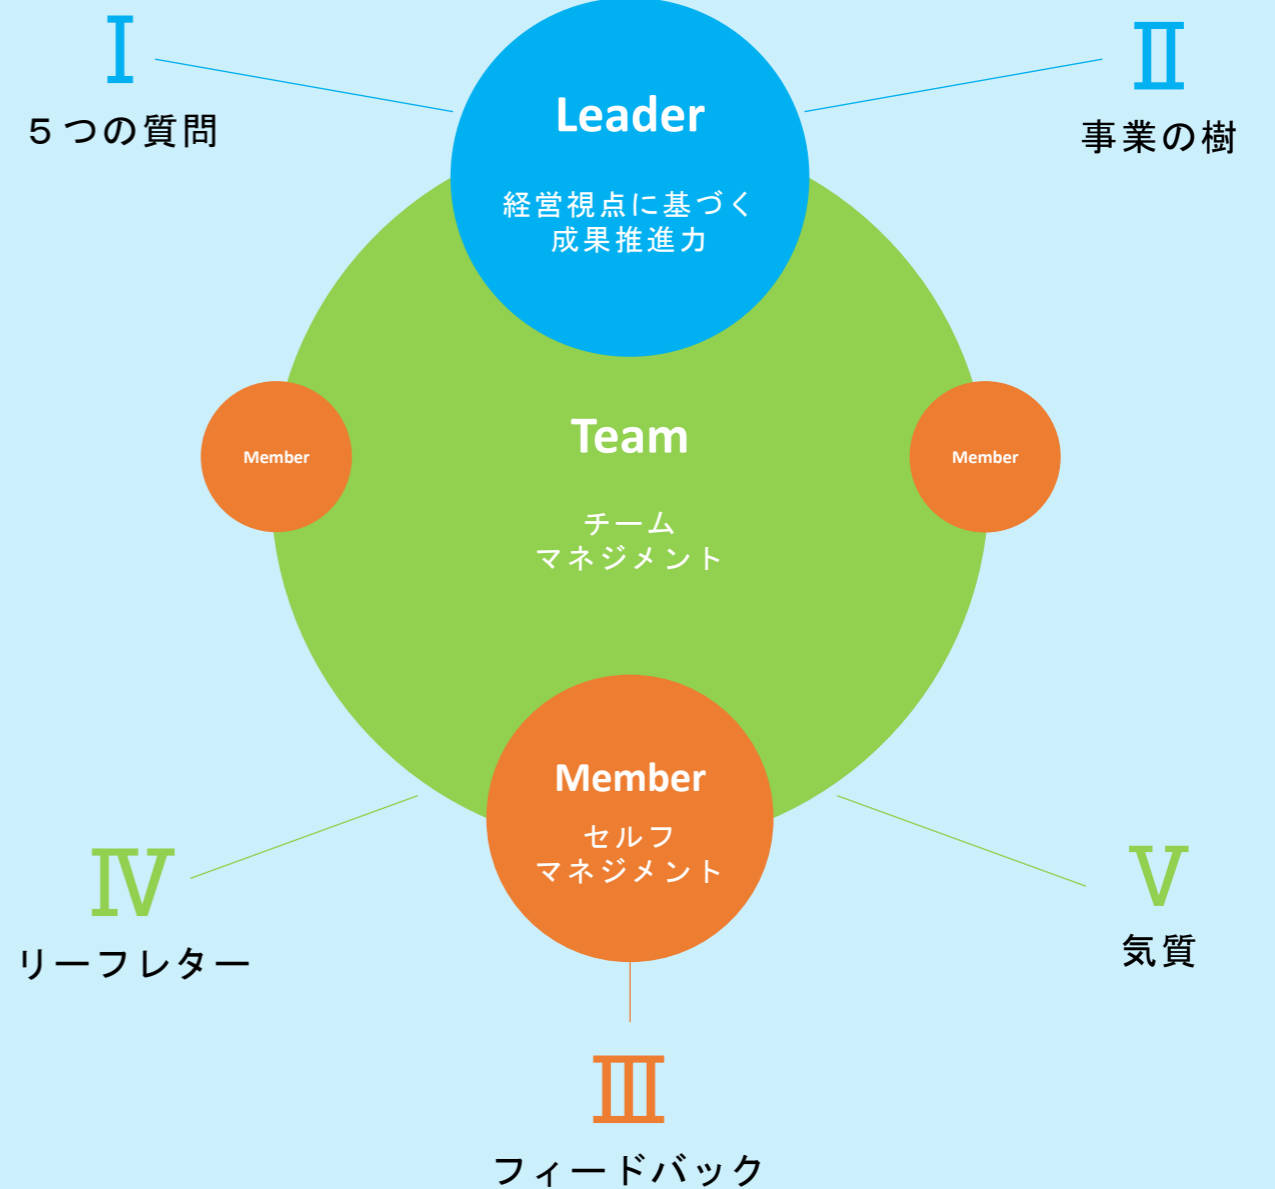 Ⅰ
５つの質問
Ⅱ
事業の樹
Leader
経営視点に基づく
成果推進力
Member
Team
チーム
マネジメント
Member
Member
セルフ
マネジメント
Ⅳ
リーフレター
Ⅴ
気質
Ⅲ
フィードバック